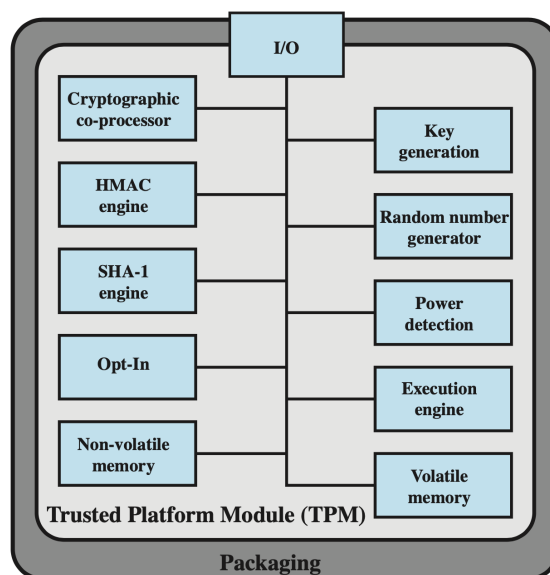 I/O
Cryptographic
co-processor
HMAC
engine
SHA-1
engine
Opt-In
Non-volatile
memory
Key
generation
Random number
generator
Power
detection
Execution
engine
Volatile
memory
Trusted Platform Module (TPM)
Packaging